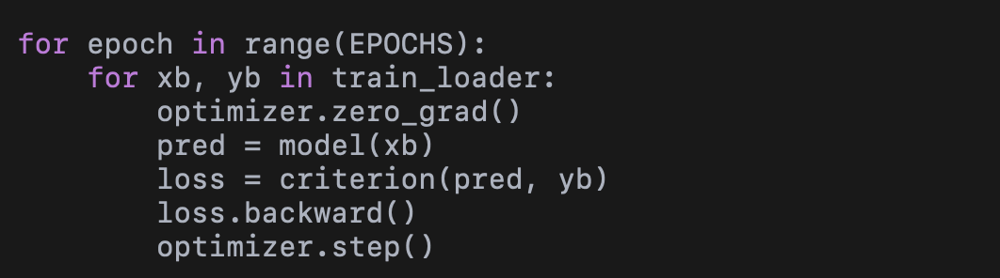 for epoch in range(EPOCHS):
    for xb, yb in train_loader:
        optimizer.zero_grad()
        pred = model(xb)
        loss = criterion(pred, yb)
        loss.backward()
        optimizer.step()